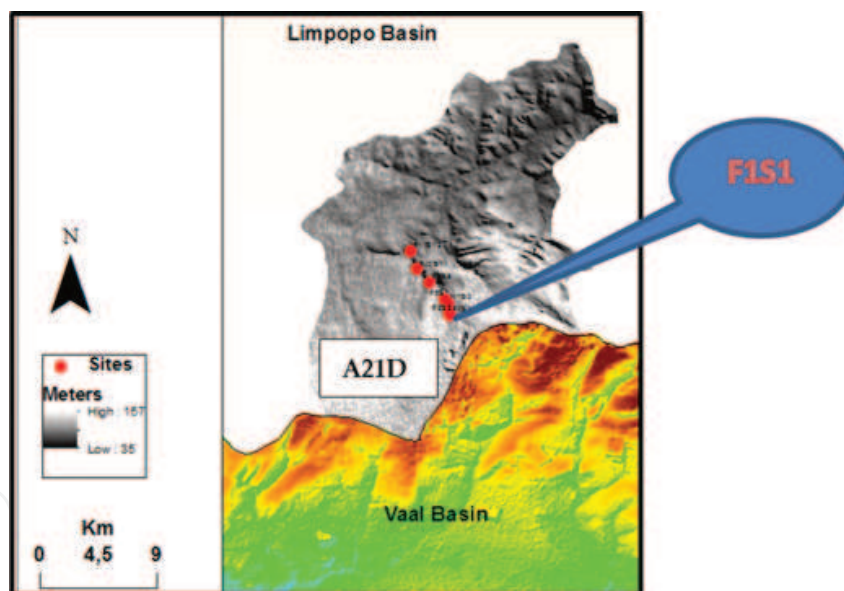 Limpopo Basin
F1S1
N
A21D
Sites
Meters
High : 157
Low : 35
Vaal Basin
Km
0 4,5 9